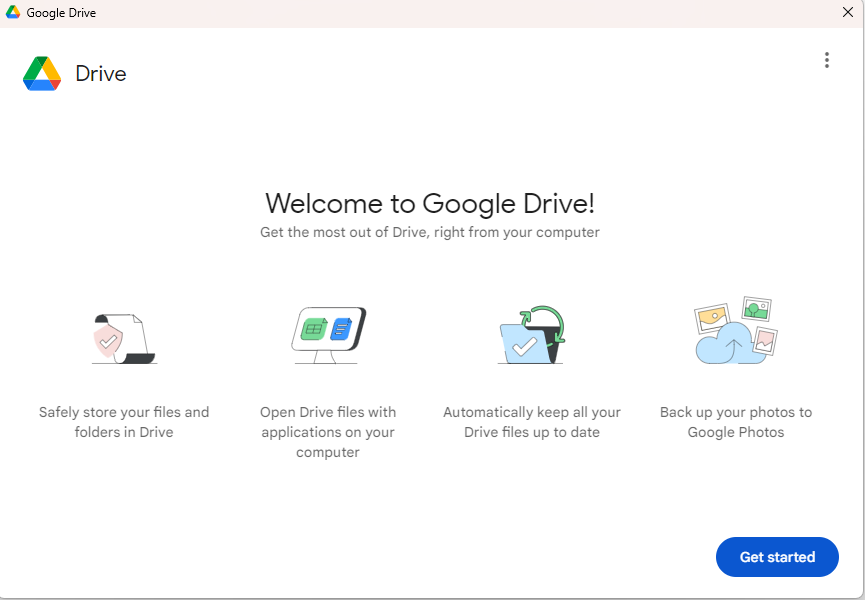 Google Drive
Drive
Welcome to Google Drive!
Get the most out of Drive, right from your computer
Safely store your files and
folders in Drive
Open Drive files with
applications on your
computer
Automatically keep all your
Drive files up to date
Back up your photos to
Google Photos
Get started